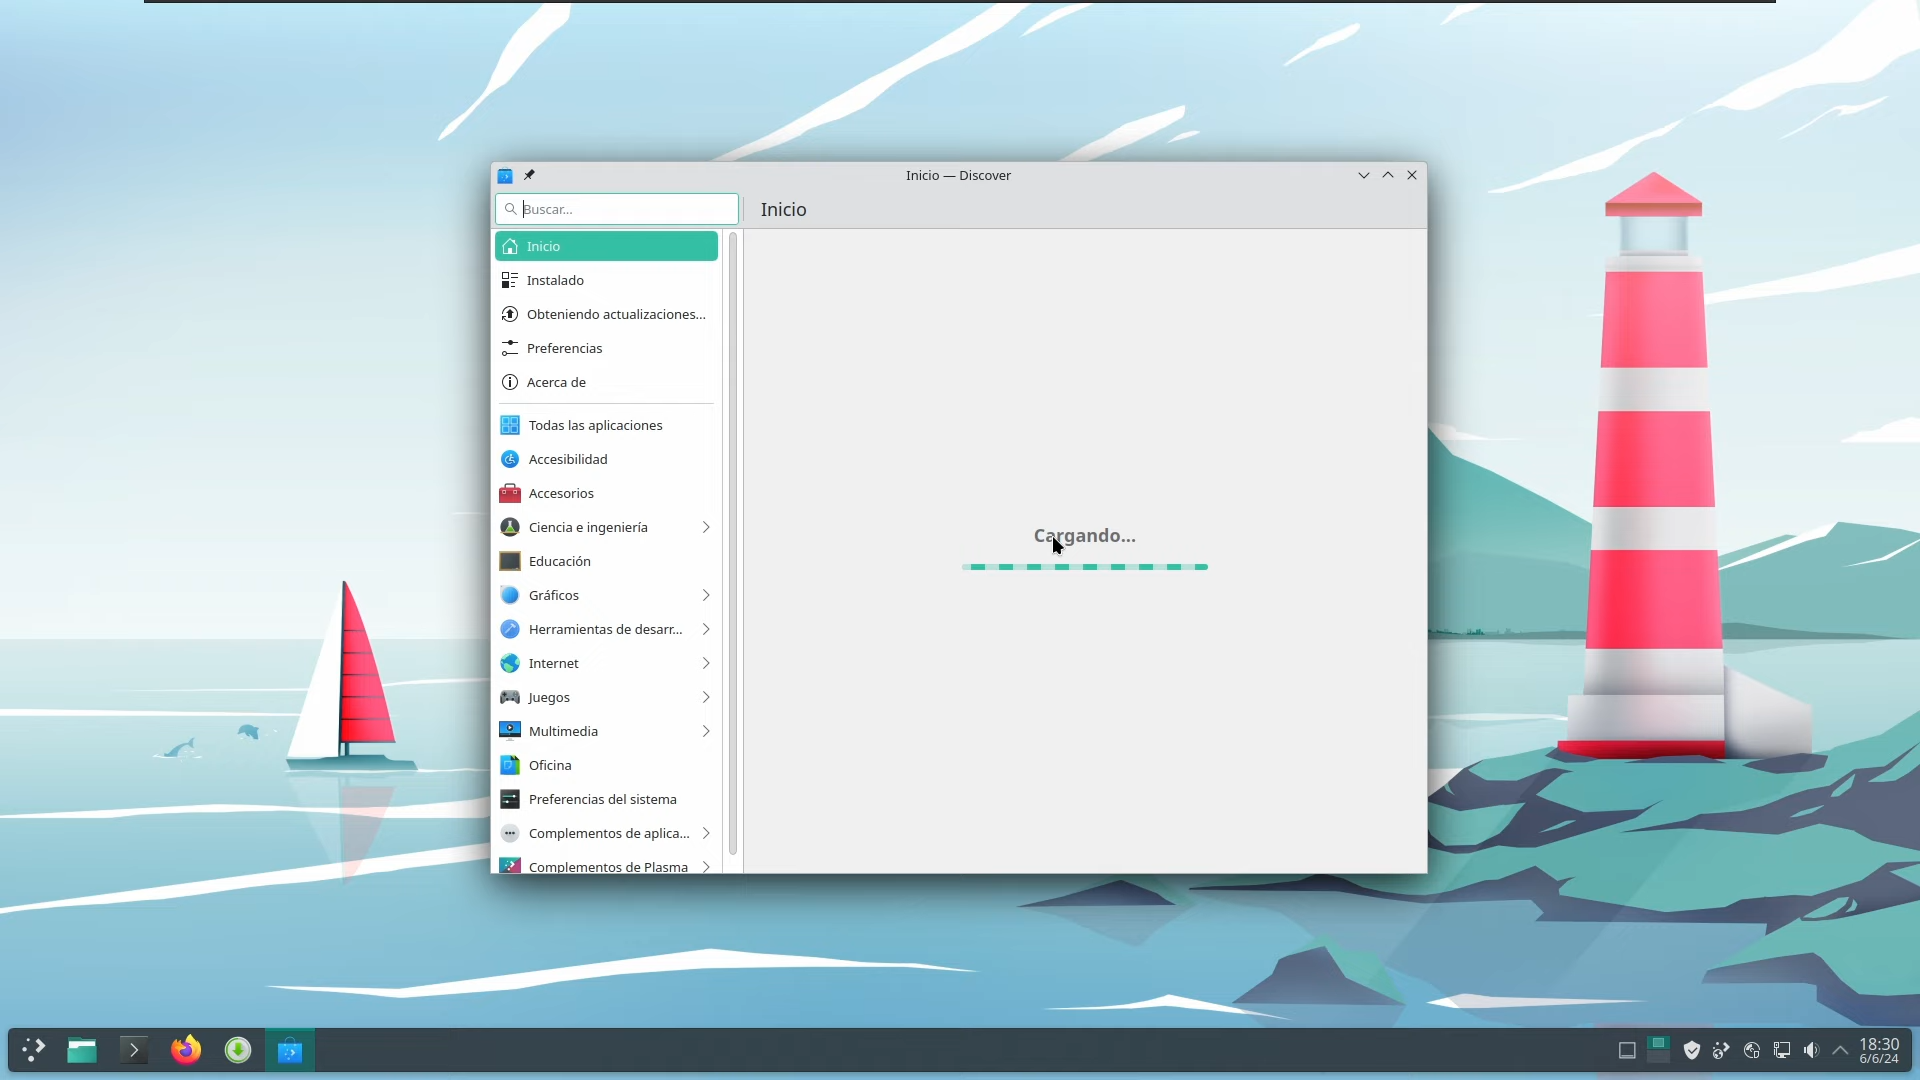 Inicio — Discover
Buscar...
Inicio
Inicio
Instalado
Obteniendo actualizaciones...
Preferencias
Acerca de
Todas las aplicaciones
Accesibilidad
Accesorios
Ciencia e ingeniería
Educación
Gráficos
Herramientas de desarr...
Internet
Juegos
Multimedia
Oficina
Preferencias del sistema
Complementos de aplica...
Complementos de Plasma
Cargando...
18:30
6/6/24